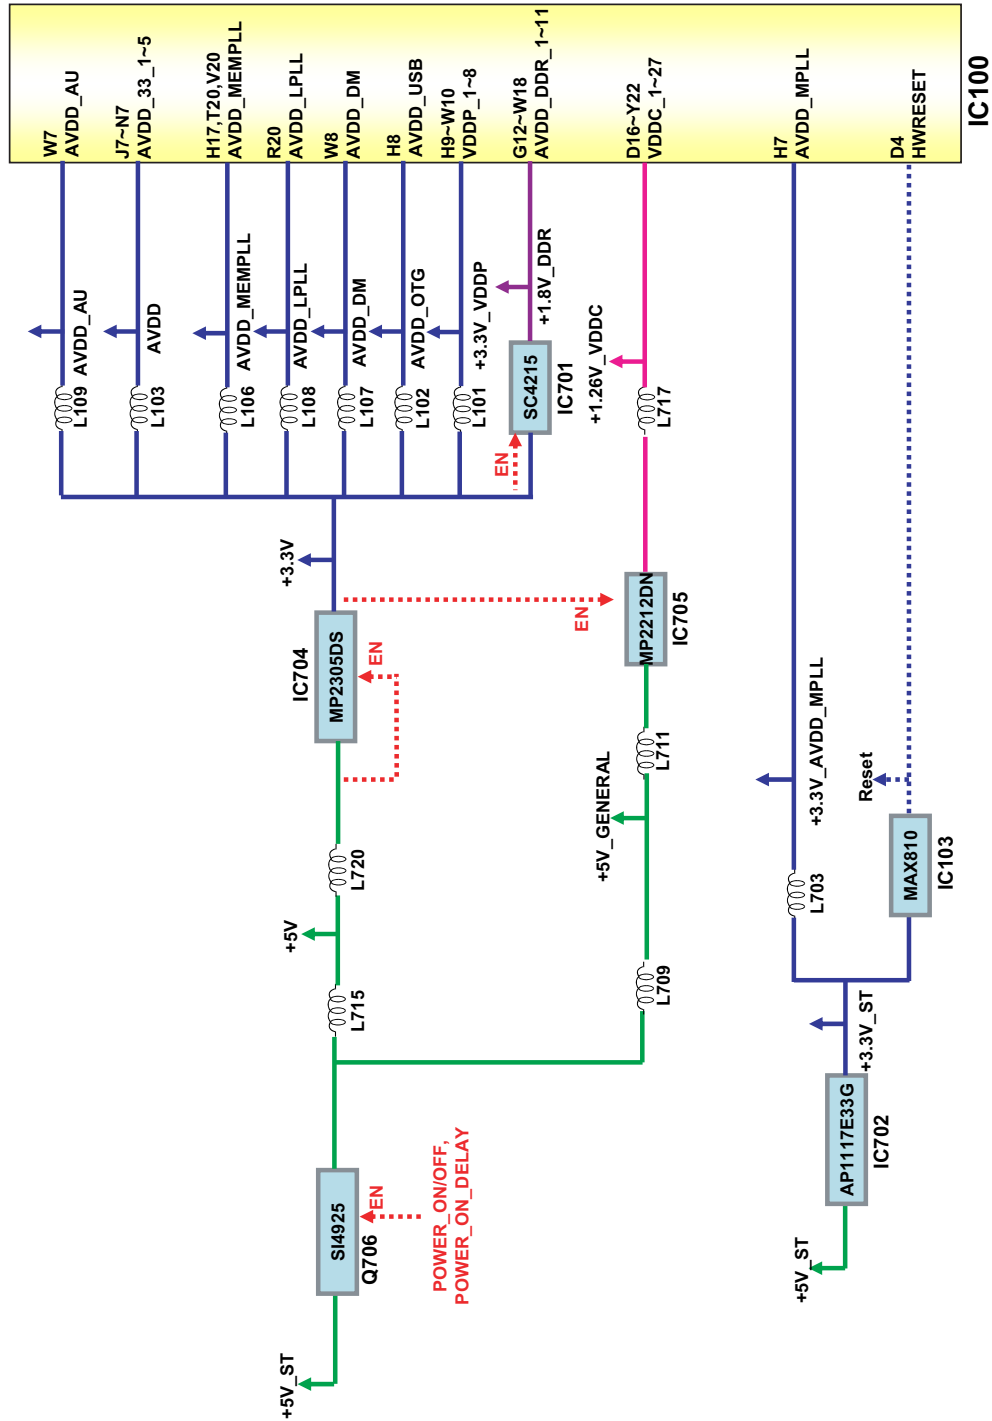 IC100
W7
AVDD_AU
J7~N7
AVDD_33_1~5
H17,T20,V20
AVDD_MEMPLL
R20
AVDD_LPLL
W8
AVDD_DM
H8
AVDD_USB
H9~W10
VDDP_1~8
G12~W18
AVDD_DDR_1~11
D16~Y22
VDDC_1~27
H7
AVDD_MPLL
D4
HWRESET
+5V_ST
SI4925
Q706
EN
POWER_ON/OFF,
POWER_ON_DELAY
L715
+5V
L720
IC704
MP2305DS
EN
+3.3V
L109
AVDD_AU
L103
AVDD
L106
AVDD_MEMPLL
L108
AVDD_LPLL
L107
AVDD_DM
L102
AVDD_OTG
L101
+3.3V_VDDP
EN
SC4215
IC701
+1.8V_DDR
L709
+5V_GENERAL
L711
EN
MP2212DN
IC705
L717
+1.26V_VDDC
+5V_ST
AP1117E33G
IC702
+3.3V_ST
L703
+3.3V_AVDD_MPLL
MAX810
IC103
Reset